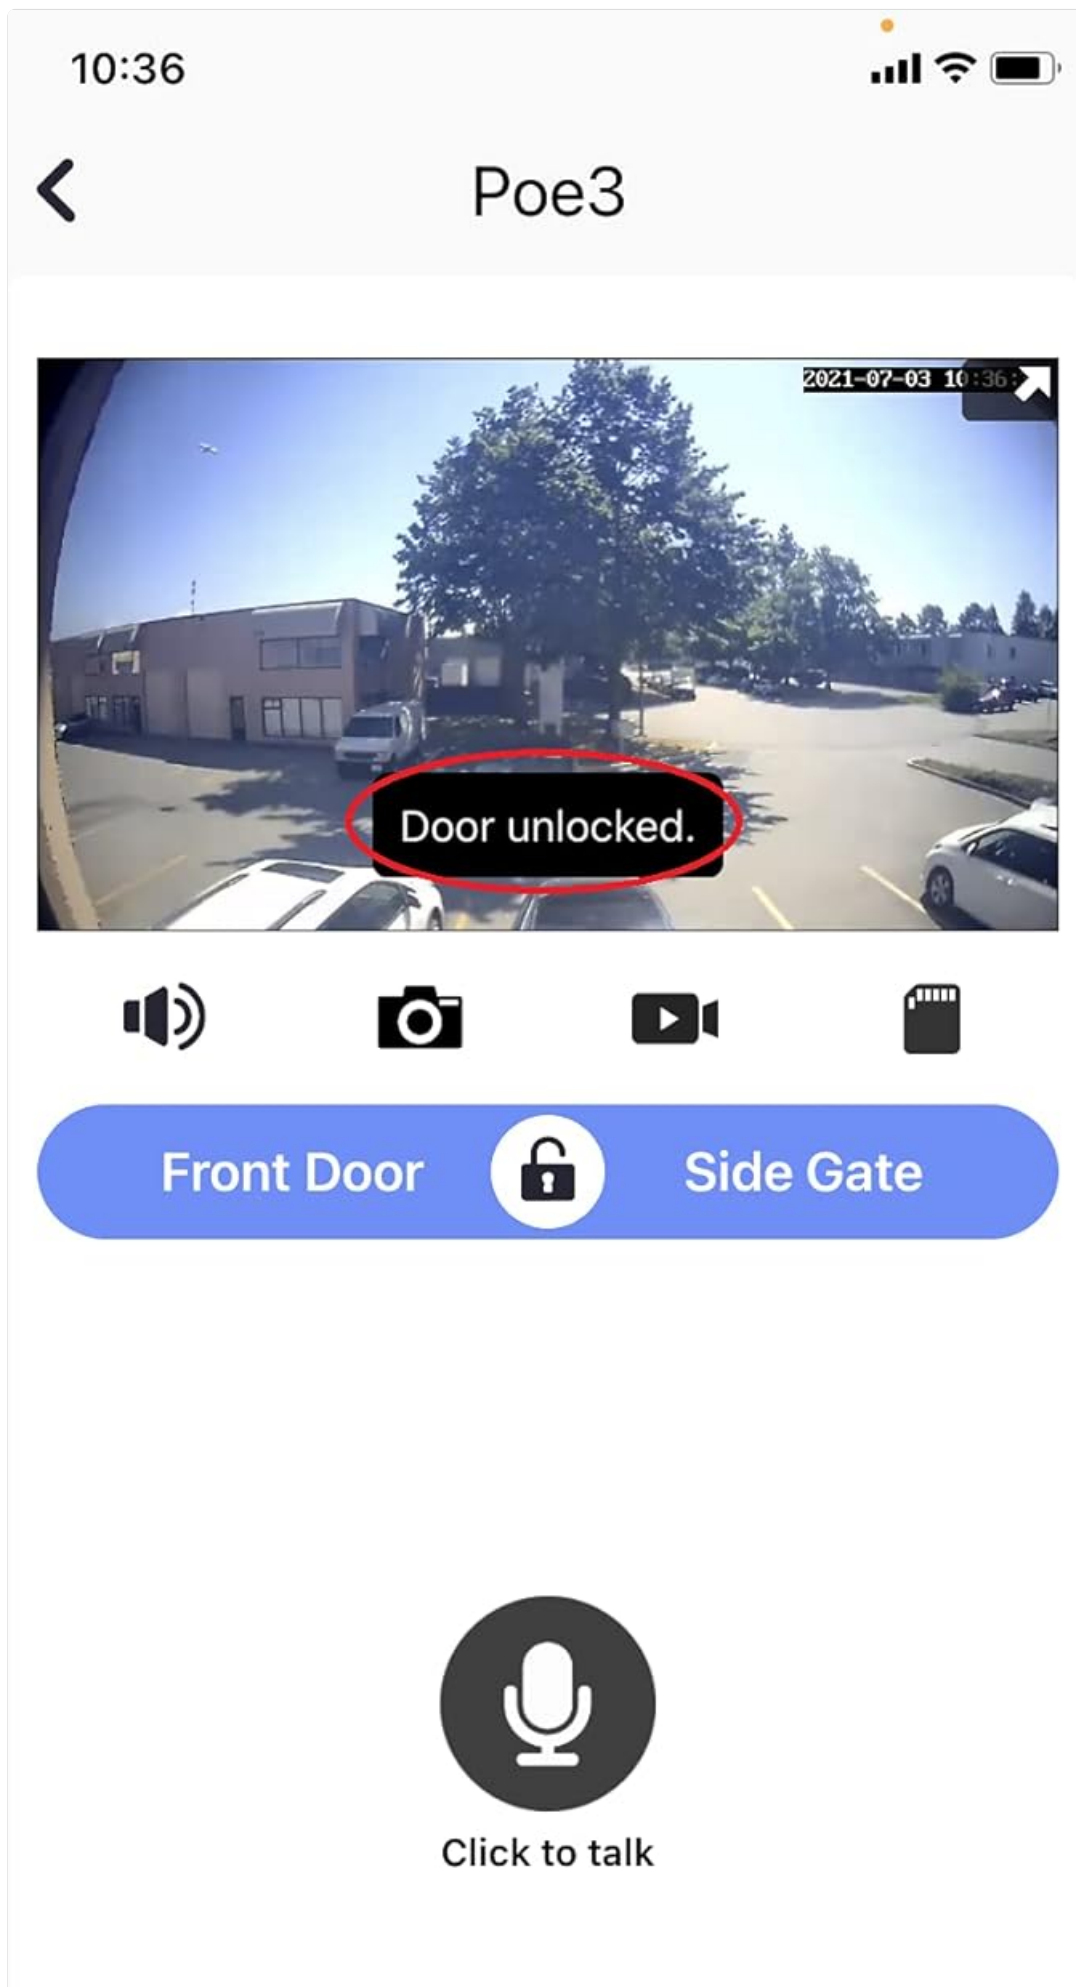 10:36
Poe3
2021-07-03 10:36:
Door unlocked.
Front Door
Side Gate
Click to talk